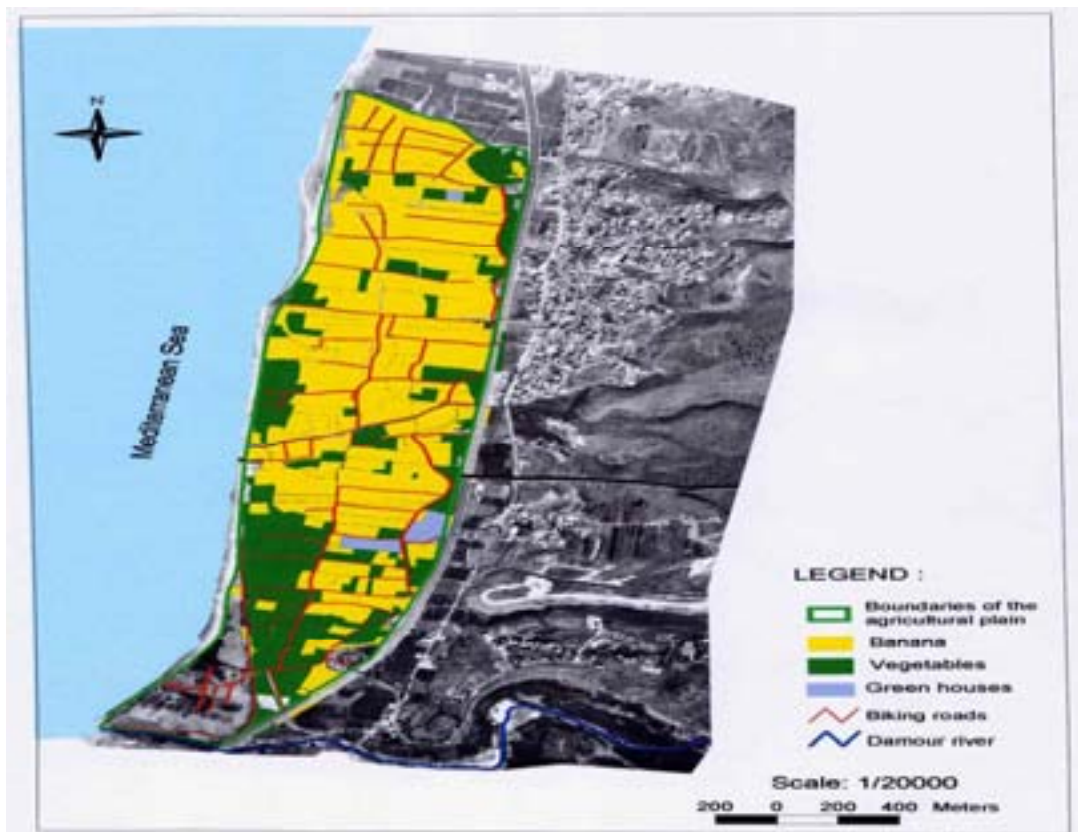 N
Mediterranean Sea
LEGEND :
Boundaries of the
agricultural plain
Banana
Vegetables
Green houses
Biking roads
Damour river
Scale: 1/20000
200 0 200 400 Meters